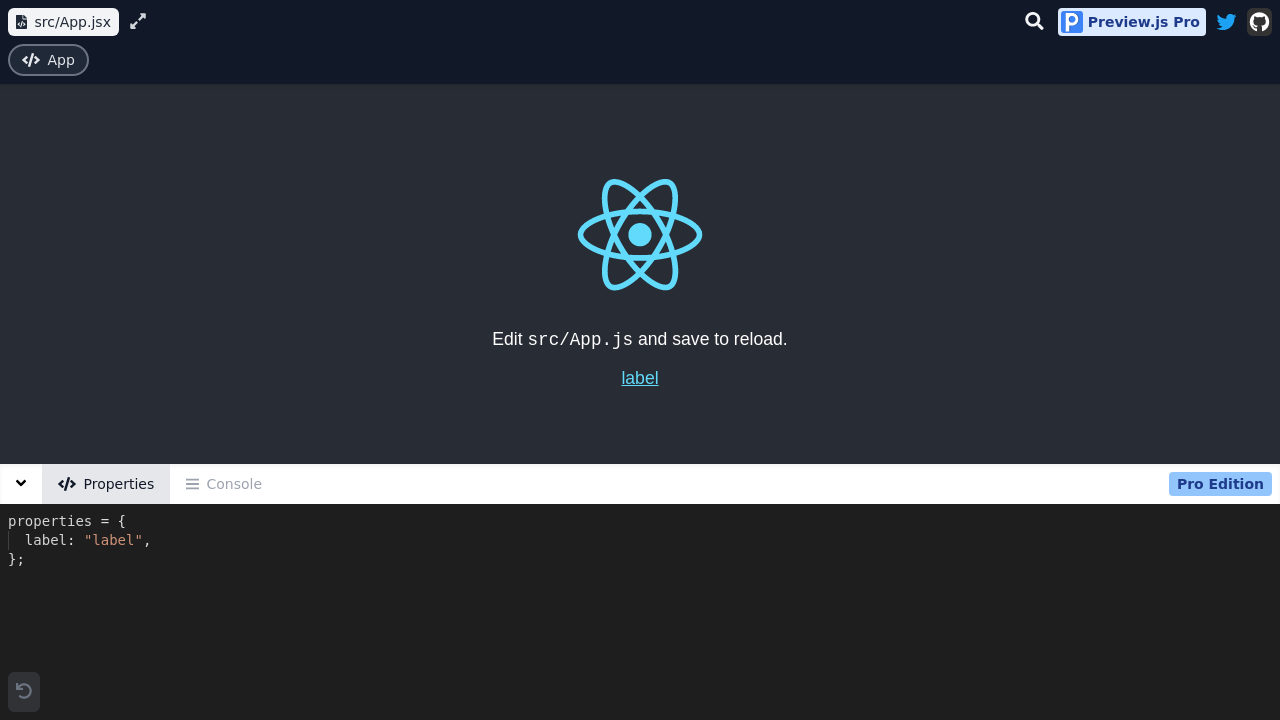 src/App.jsx
Preview.js Pro
App
Edit src/App.js and save to reload.
label
Properties
Console
Pro Edition
properties = {
  label: "label",
};